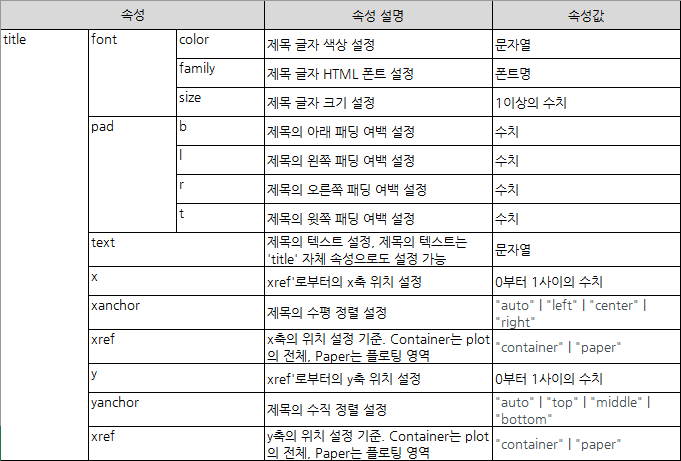 속성 속성 설명 속성값
title font color 제목 글자 색상 설정 문자열
family 제목 글자 HTML 폰트 설정 폰트명
size 제목 글자 크기 설정 1이상의 수치
pad b 제목의 아래 패딩 여백 설정 수치
l 제목의 왼쪽 패딩 여백 설정 수치
r 제목의 오른쪽 패딩 여백 설정 수치
t 제목의 윗쪽 패딩 여백 설정 수치
text 제목의 텍스트 설정, 제목의 텍스트는
'title' 자체 속성으로도 설정 가능 문자열
x xref'로부터의 x축 위치 설정 0부터 1사이의 수치
xanchor 제목의 수평 정렬 설정 "auto" | "left" | "center" |
"right"
xref x축의 위치 설정 기준. Container는 plot
의 전체, Paper는 플로팅 영역 "container" | "paper"
y xref'로부터의 y축 위치 설정 0부터 1사이의 수치
yanchor 제목의 수직 정렬 설정 "auto" | "top" | "middle" |
"bottom"
xref y축의 위치 설정 기준. Container는 plot
의 전체, Paper는 플로팅 영역 "container" | "paper"